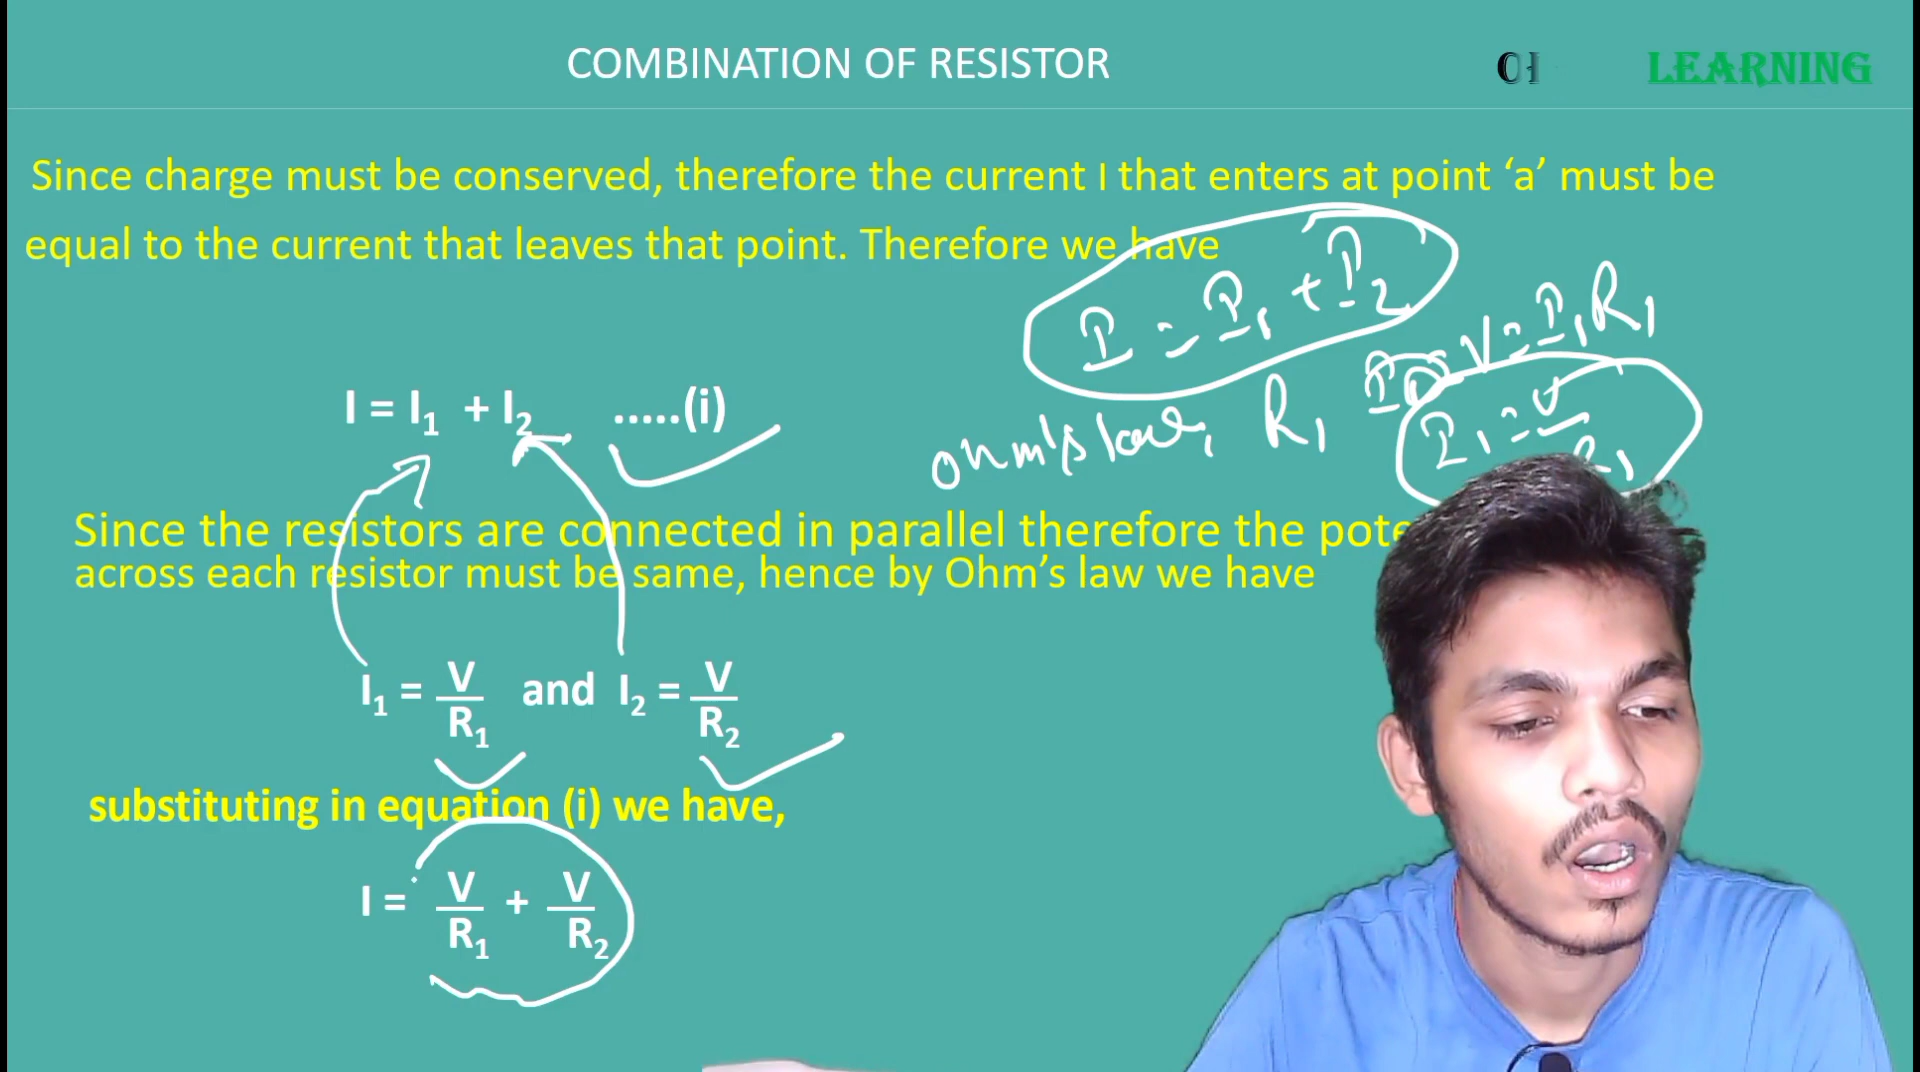 COMBINATION OF RESISTOR
LEARNING
Since charge must be conserved, therefore the current I that enters at point ‘a’ must be
equal to the current that leaves that point. Therefore we have
I = I₁ + I₂
V = I₁R₁
I = I₁ + I₂ .....(i)
ohm's law, R₁
I₁ = V
R₁
Since the resistors are connected in parallel therefore the
across each resistor must be same, hence by Ohm’s law we have
I₁ = V/R₁ and I₂ = V/R₂
substituting in equation (i) we have,
I = V/R₁ + V/R₂